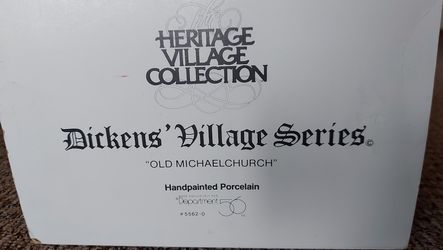 The
HERITAGE
VILLAGE
COLLECTION
Dickens' Village Series©
"OLD MICHAELCHURCH"
Handpainted Porcelain
Department 56
#5562-0